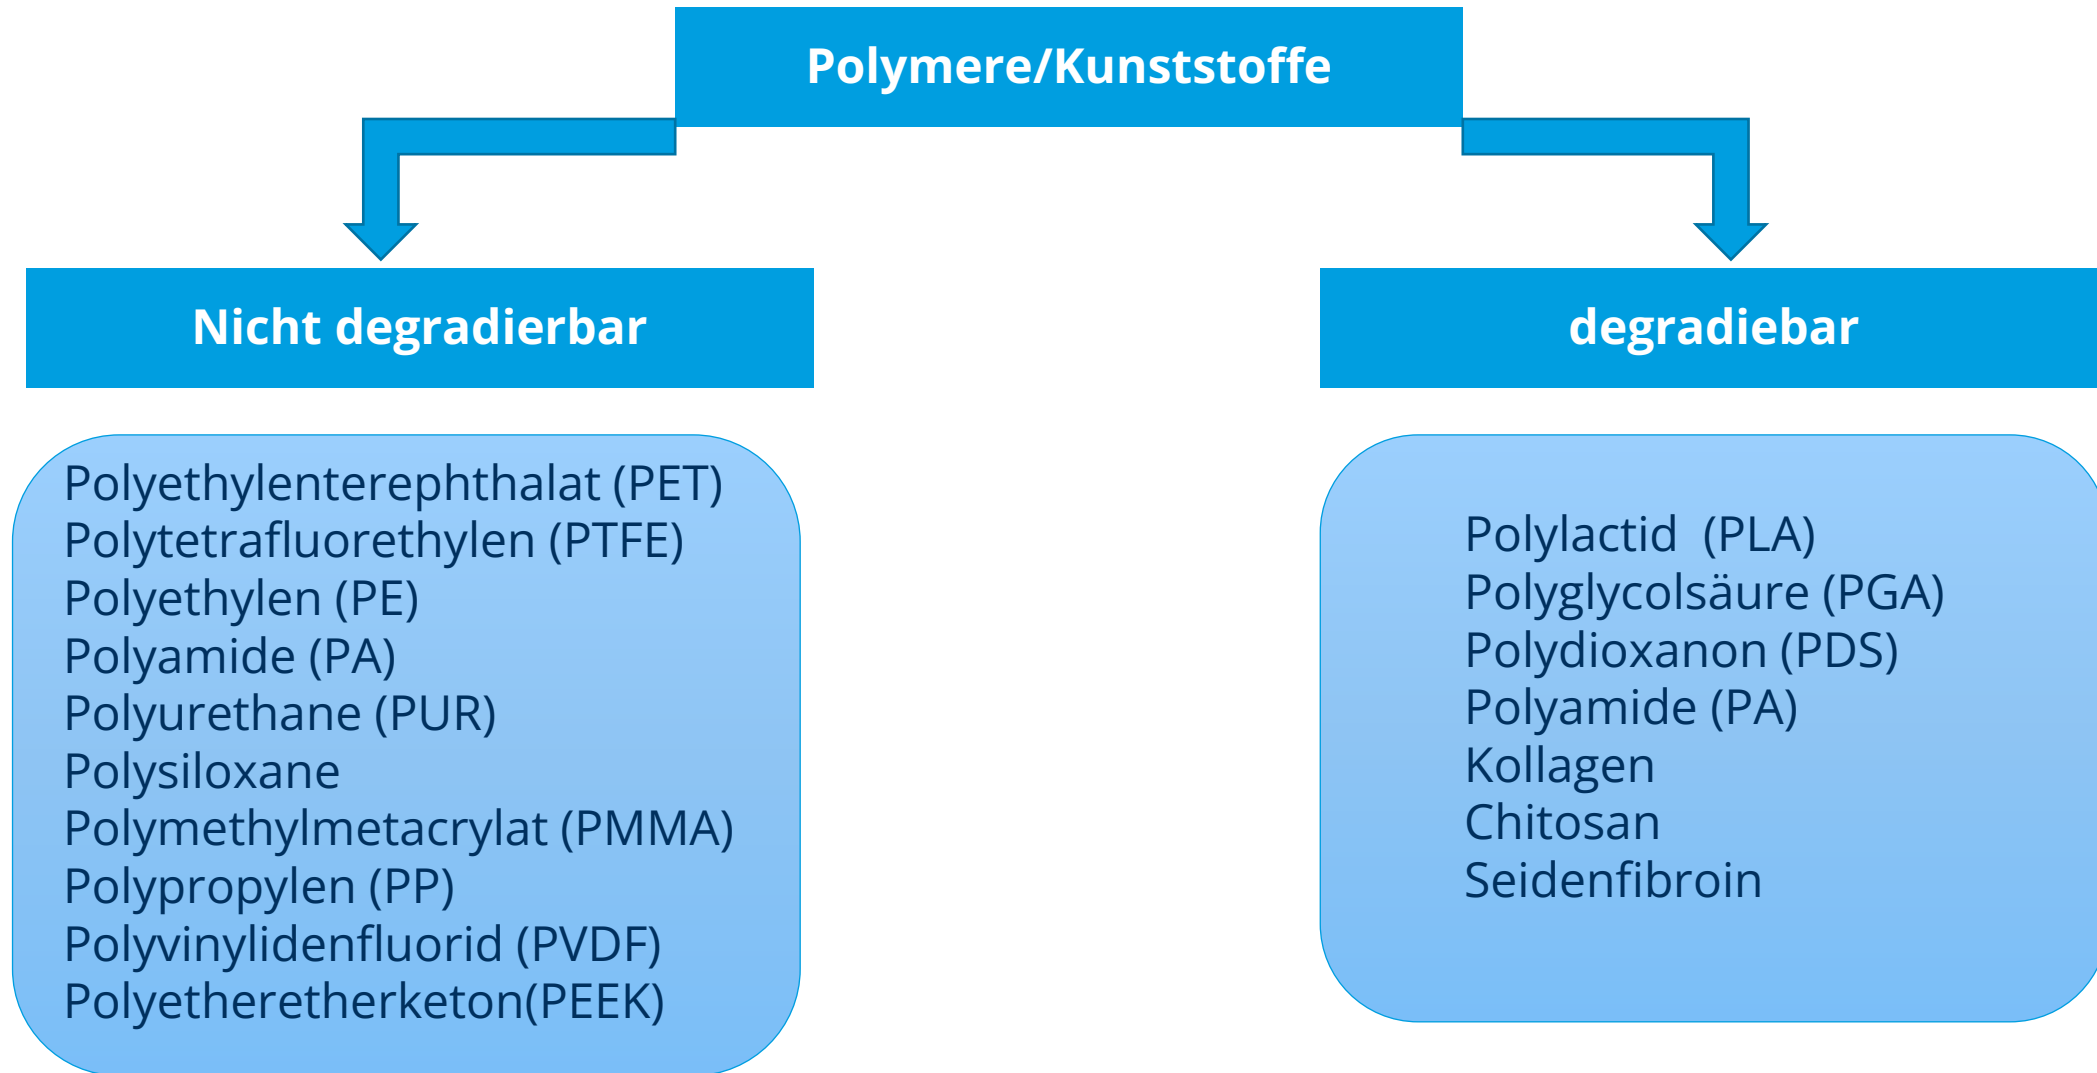 Polymere/Kunststoffe
Nicht degradierbar
degradiebar
Polyethylenterephthalat (PET)
Polytetrafluorethylen (PTFE)
Polyethylen (PE)
Polyamide (PA)
Polyurethane (PUR)
Polysiloxane
Polymethylmetacrylat (PMMA)
Polypropylen (PP)
Polyvinylidenfluorid (PVDF)
Polyetheretherketon(PEEK)
Polylactid  (PLA)
Polyglycolsäure (PGA)
Polydioxanon (PDS)
Polyamide (PA)
Kollagen
Chitosan
Seidenfibroin